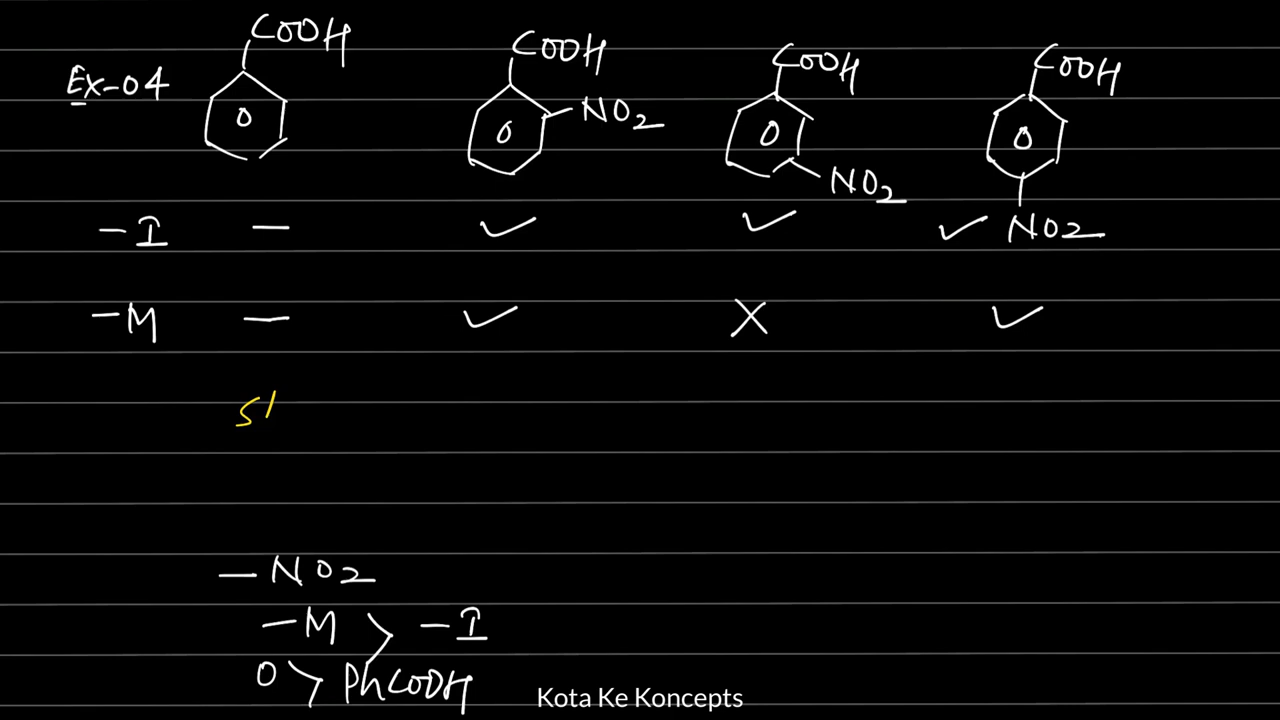 Ex-04 COOH COOH COOH COOH
NO2 NO2 NO2
-I — ✓ ✓ ✓
-M — ✓ X ✓
- NO2
-M > -I
O > PhCOOH
Kota Ke Koncepts